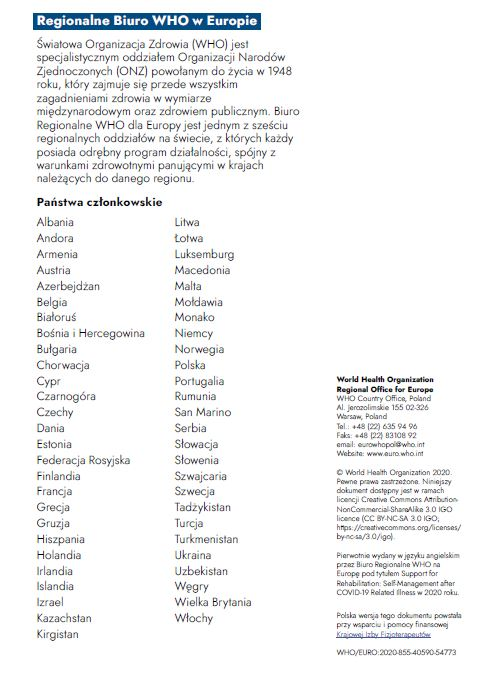 Regionalne Biuro WHO w Europie
Światowa Organizacja Zdrowia (WHO) jest
specjalistycznym oddziałem Organizacji Narodów
Zjednoczonych (ONZ) powołanym do życia w 1948
roku, który zajmuje się przede wszystkim
zagadnieniami zdrowia w wymiarze
międzynarodowym oraz zdrowiem publicznym. Biuro
Regionalne WHO dla Europy jest jednym z sześciu
regionalnych oddziałów na świecie, z których każdy
posiada odrębny program działalności, spójny z
warunkami zdrowotnymi panującymi w krajach
należących do danego regionu.
Państwa członkowskie
Albania
Andora
Armenia
Austria
Azerbejdżan
Belgia
Białoruś
Bośnia i Hercegowina
Bułgaria
Chorwacja
Cypr
Czarnogóra
Czechy
Dania
Estonia
Federacja Rosyjska
Finlandia
Francja
Grecja
Gruzja
Hiszpania
Holandia
Irlandia
Islandia
Izrael
Kazachstan
Kirgistan
Litwa
Łotwa
Luksemburg
Macedonia
Malta
Mołdawia
Monako
Niemcy
Norwegia
Polska
Portugalia
Rumunia
San Marino
Serbia
Słowacja
Słowenia
Szwajcaria
Szwecja
Tadżykistan
Turcja
Turkmenistan
Ukraina
Uzbekistan
Węgry
Wielka Brytania
Włochy
World Health Organization
Regional Office for Europe
WHO Country Office, Poland
Al. Jerozolimskie 155 02-326
Warsaw, Poland
Tel.: +48 (22) 635 94 96
Faks: +48 (22) 83108 92
email: eurowhopol@who.int
Website: www.euro.who.int
© World Health Organization 2020.
Pewne prawa zastrzeżone. Niniejszy
dokument dostępny jest w ramach
licencji Creative Commons Attribution-
NonCommercial-ShareAlike 3.0 IGO
licence (CC BY-NC-SA 3.0 IGO;
https://creativecommons.org/licenses/
by-nc-sa/3.0/igo).
Pierwotnie wydany w języku angielskim
przez Biuro Regionalne WHO na
Europę pod tytułem Support for
Rehabilitation: Self-Management after
COVID-19 Related Illness w 2020 roku.
Polska wersja tego dokumentu powstała
przy wsparciu i pomocy finansowej
Krajowej Izby Fizjoterapeutów
WHO/EURO:2020-855-40590-54773